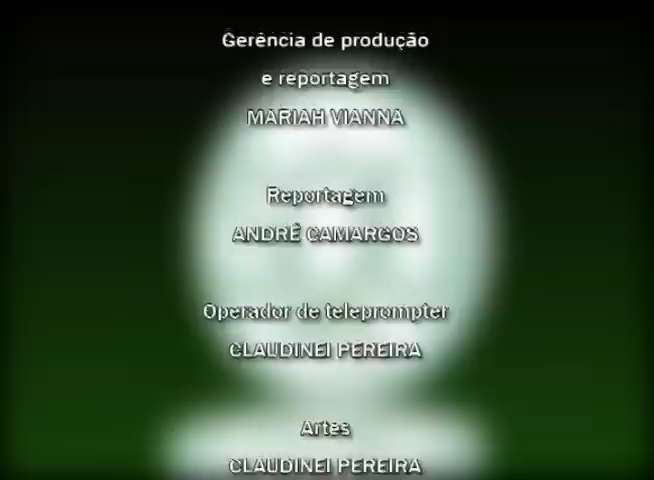 Gerência de produção
e reportagem
MARIAH VIANNA
Reportagem
ANDRÉ CAMARGOS
Operador de teleprompter
CLAUDINEI PEREIRA
Artes
CLAUDINEI PEREIRA